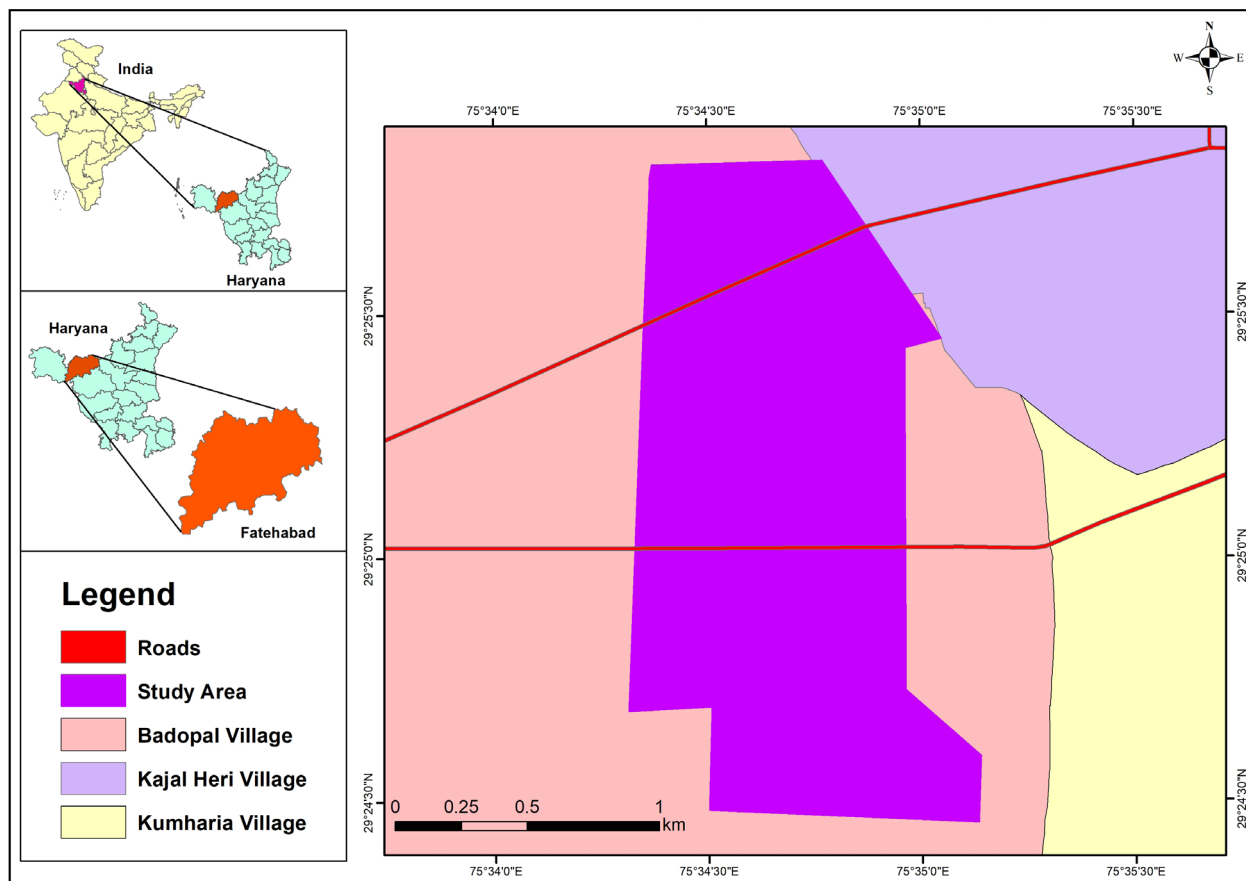 India
Haryana
Haryana
Fatehabad
Legend
Roads
Study Area
Badopal Village
Kajal Heri Village
Kumharia Village
N
W E
S
75°34'0"E 75°34'30"E 75°35'0"E 75°35'30"E
29°25'30"N 29°25'30"N
29°25'0"N 29°25'0"N
29°24'30"N 29°24'30"N
0 0.25 0.5 1
km
75°34'0"E 75°34'30"E 75°35'0"E 75°35'30"E